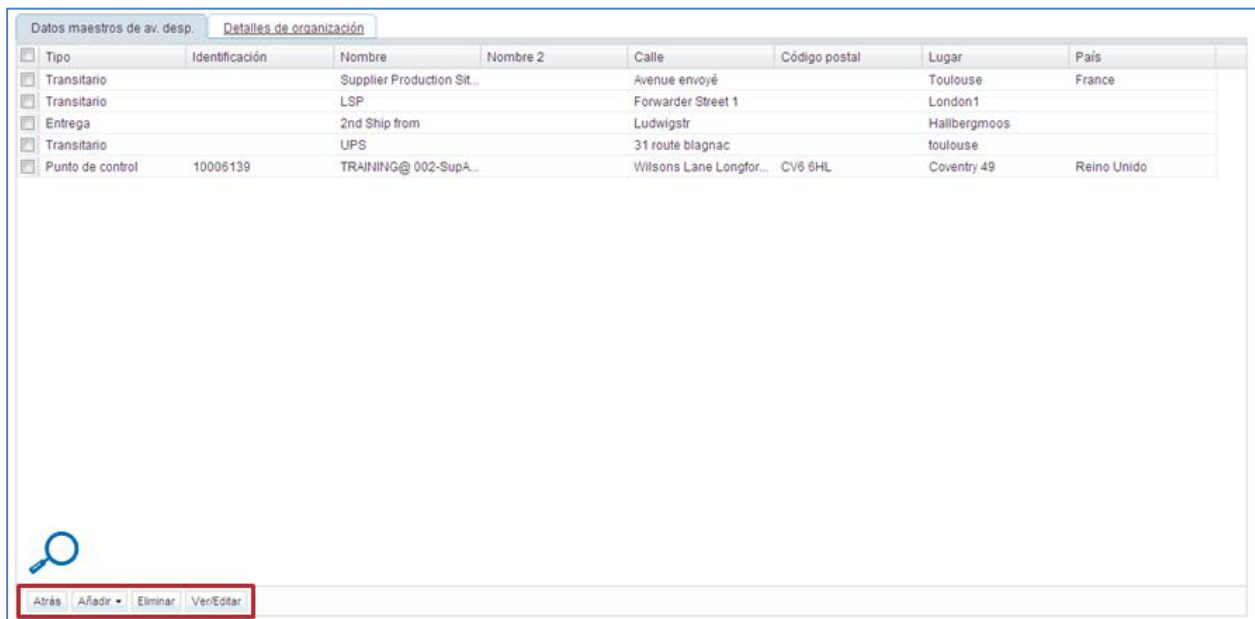 Datos maestros de av. desp. Detalles de organización
Tipo Identificación Nombre Nombre 2 Calle Código postal Lugar País
Transitario Supplier Production Sit... Avenue envoyé Toulouse France
Transitario LSP Forwarder Street 1 London1
Entrega 2nd Ship from Ludwigstr Hallbergmoos
Transitario UPS 31 route blagnac toulouse
Punto de control 10006139 TRAINING@ 002-SupA... Wilsons Lane Longfor... CV6 6HL Coventry 49 Reino Unido
Atrás Añadir Eliminar Ver/Editar